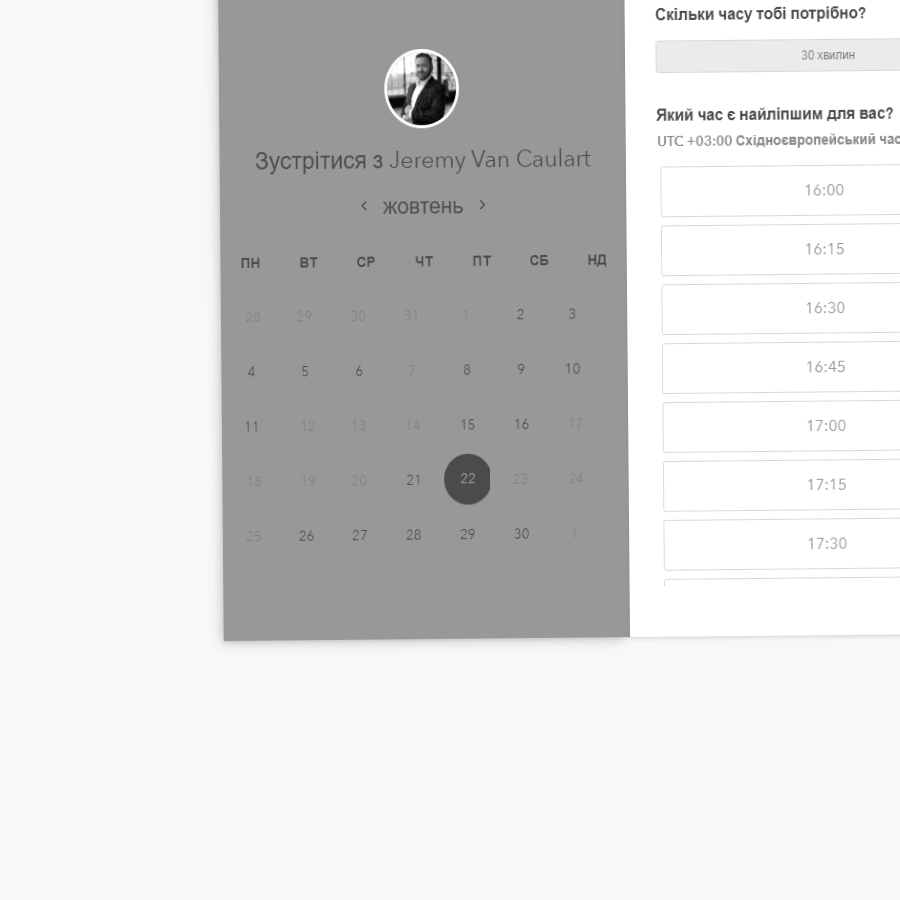 Зустрітися з Jeremy Van Caulart
‹ жовтень ›
ПН ВТ СР ЧТ ПТ СБ НД
28 29 30 31 1 2 3
4 5 6 7 8 9 10
11 12 13 14 15 16 17
18 19 20 21 22 23 24
25 26 27 28 29 30 1
Скільки часу тобі потрібно?
30 хвилин
Який час є найліпшим для вас?
UTC +03:00 Східноєвропейський час
16:00
16:15
16:30
16:45
17:00
17:15
17:30